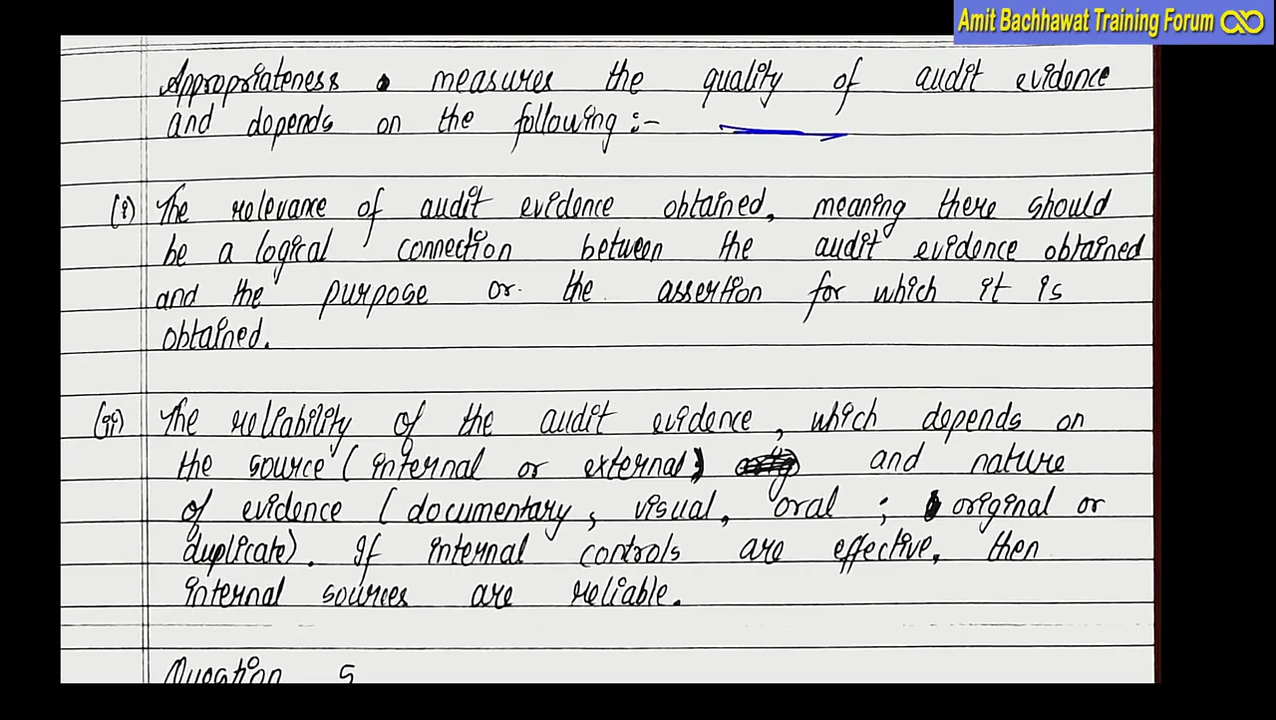 Amit Bachhawat Training Forum
Appropriateness measures the quality of audit evidence
and depends on the following :-
(i) The relevance of audit evidence obtained, meaning there should
be a logical connection between the audit evidence obtained
and the purpose or the assertion for which it is
obtained.
(ii) The reliability of the audit evidence, which depends on
the source (internal or external) and nature
of evidence (documentary, visual, oral ; original or
duplicate). If internal controls are effective, then
internal sources are reliable.
Question 5